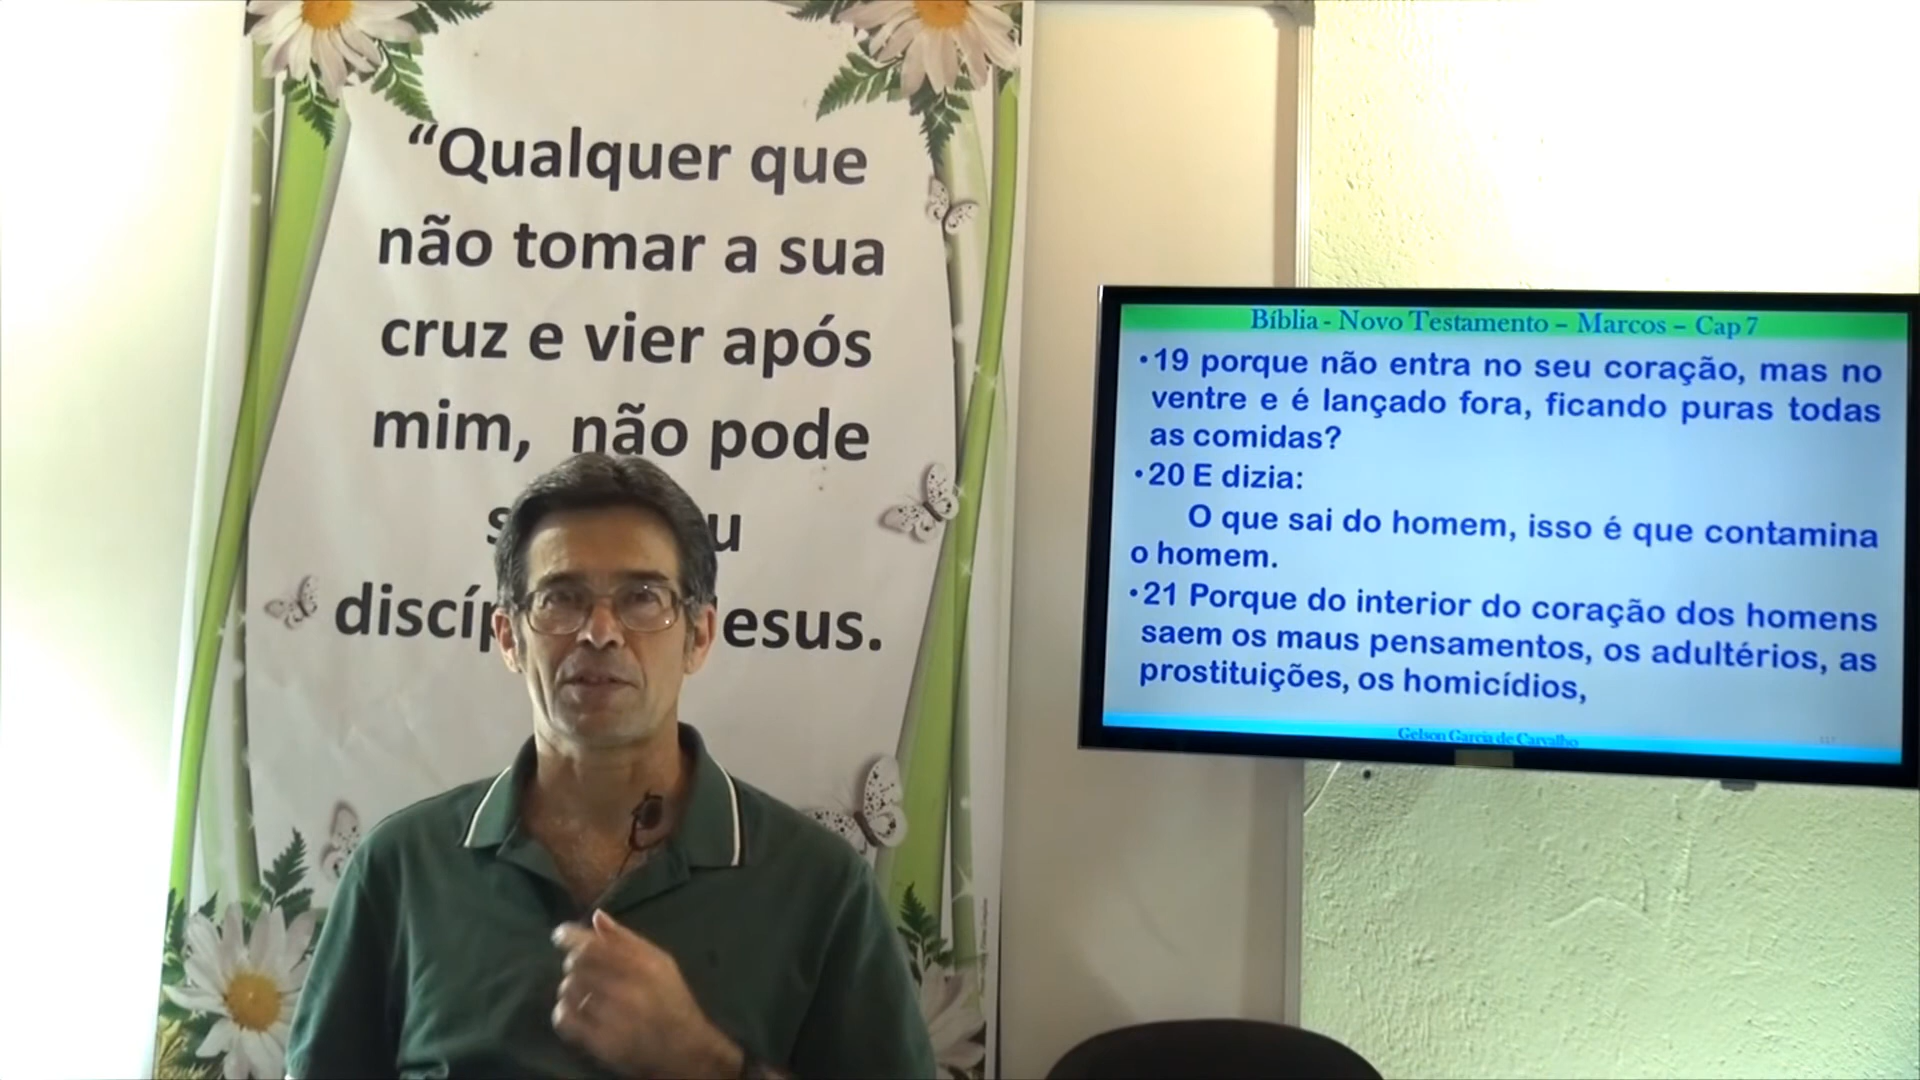 “Qualquer que
não tomar a sua
cruz e vier após
mim, não pode
esus.
Bíblia - Novo Testamento – Marcos – Cap 7
•19 porque não entra no seu coração, mas no
ventre e é lançado fora, ficando puras todas
as comidas?
•20 E dizia:
O que sai do homem, isso é que contamina
o homem.
•21 Porque do interior do coração dos homens
saem os maus pensamentos, os adultérios, as
prostituições, os homicídios,
Gelson Garcia de Carvalho